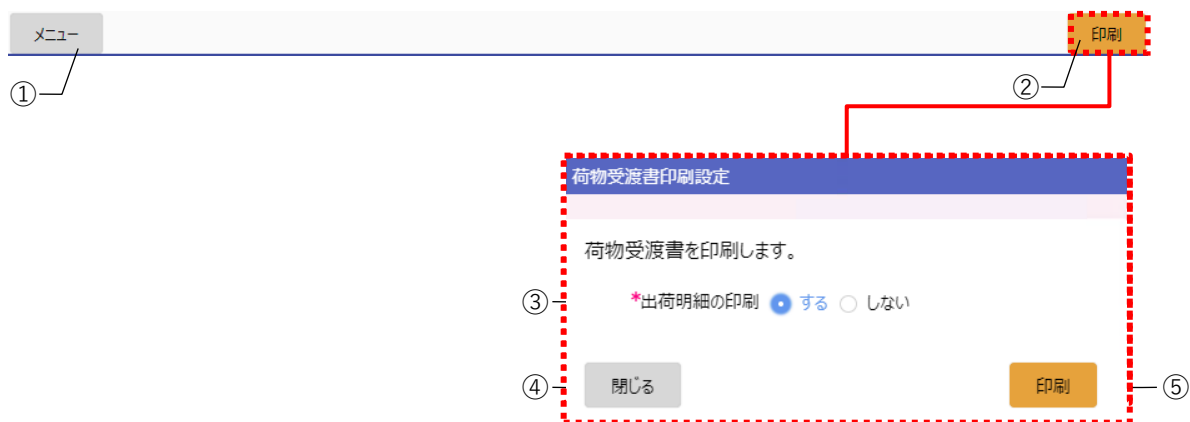 メニュー
印刷
①
②
荷物受渡書印刷設定
荷物受渡書を印刷します。
③
*出荷明細の印刷 する しない
④
閉じる
印刷
⑤